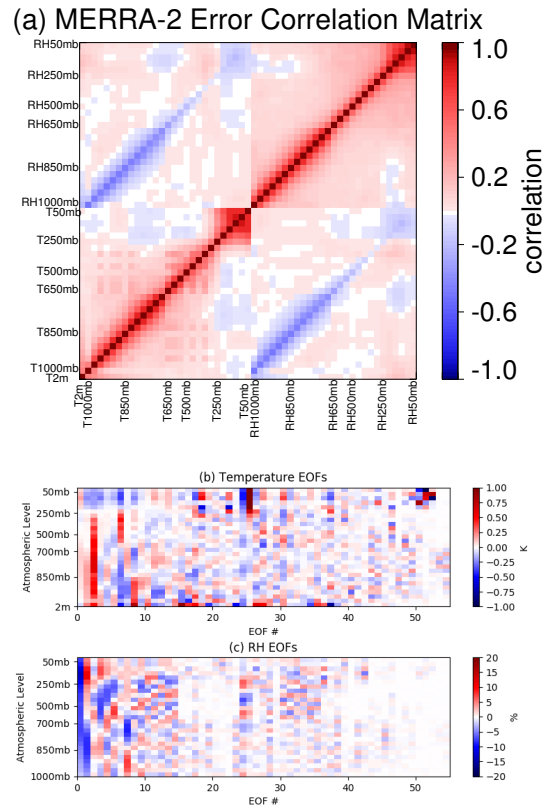 (a) MERRA-2 Error Correlation Matrix
RH50mb
RH250mb
RH500mb
RH650mb
RH850mb
RH1000mb
T50mb
T250mb
T500mb
T650mb
T850mb
T1000mb
T2m
T2m
T1000mb
T850mb
T650mb
T500mb
T250mb
T50mb
RH1000mb
RH850mb
RH650mb
RH500mb
RH250mb
RH50mb
1.0
0.6
0.2
-0.2
-0.6
-1.0
correlation
(b) Temperature EOFs
Atmospheric Level
50mb
250mb
500mb
700mb
850mb
2m
0 10 20 30 40 50
EOF #
1.00
0.75
0.50
0.25
0.00
−0.25
−0.50
−0.75
−1.00
K
(c) RH EOFs
Atmospheric Level
50mb
250mb
500mb
700mb
850mb
1000mb
0 10 20 30 40 50
EOF #
20
15
10
5
0
−5
−10
−15
−20
%